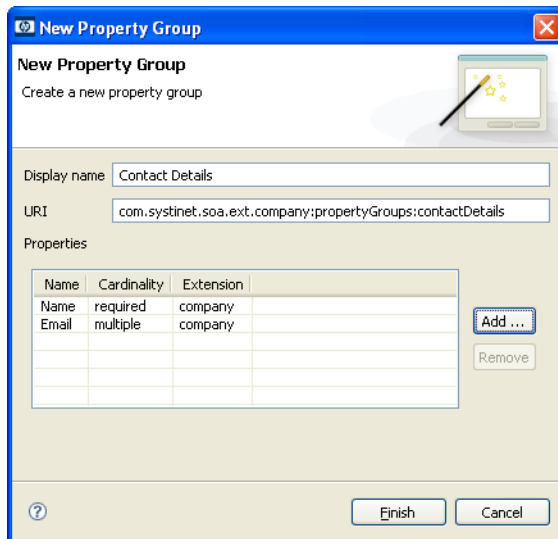 New Property Group
New Property Group
Create a new property group
Display name Contact Details
URI com.systinet.soa.ext.company:propertyGroups:contactDetails
Properties
Name Cardinality Extension
Name required company
Email multiple company
Add ...
Remove
? Finish Cancel